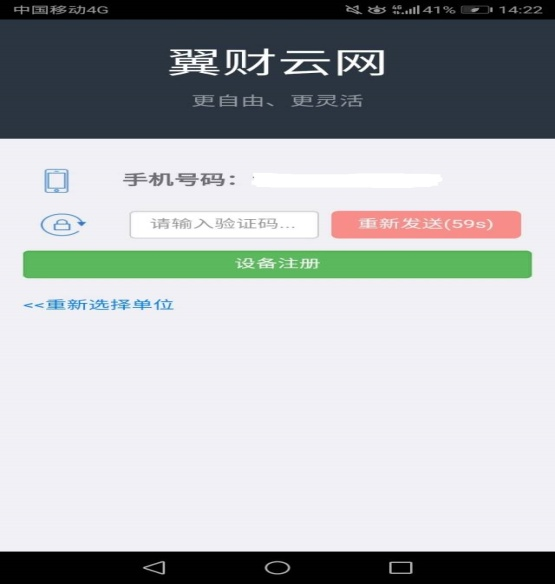 中国移动4G 41% 14:22
翼财云网
更自由、更灵活
手机号码：
请输入验证码... 重新发送(59s)
设备注册
<<重新选择单位